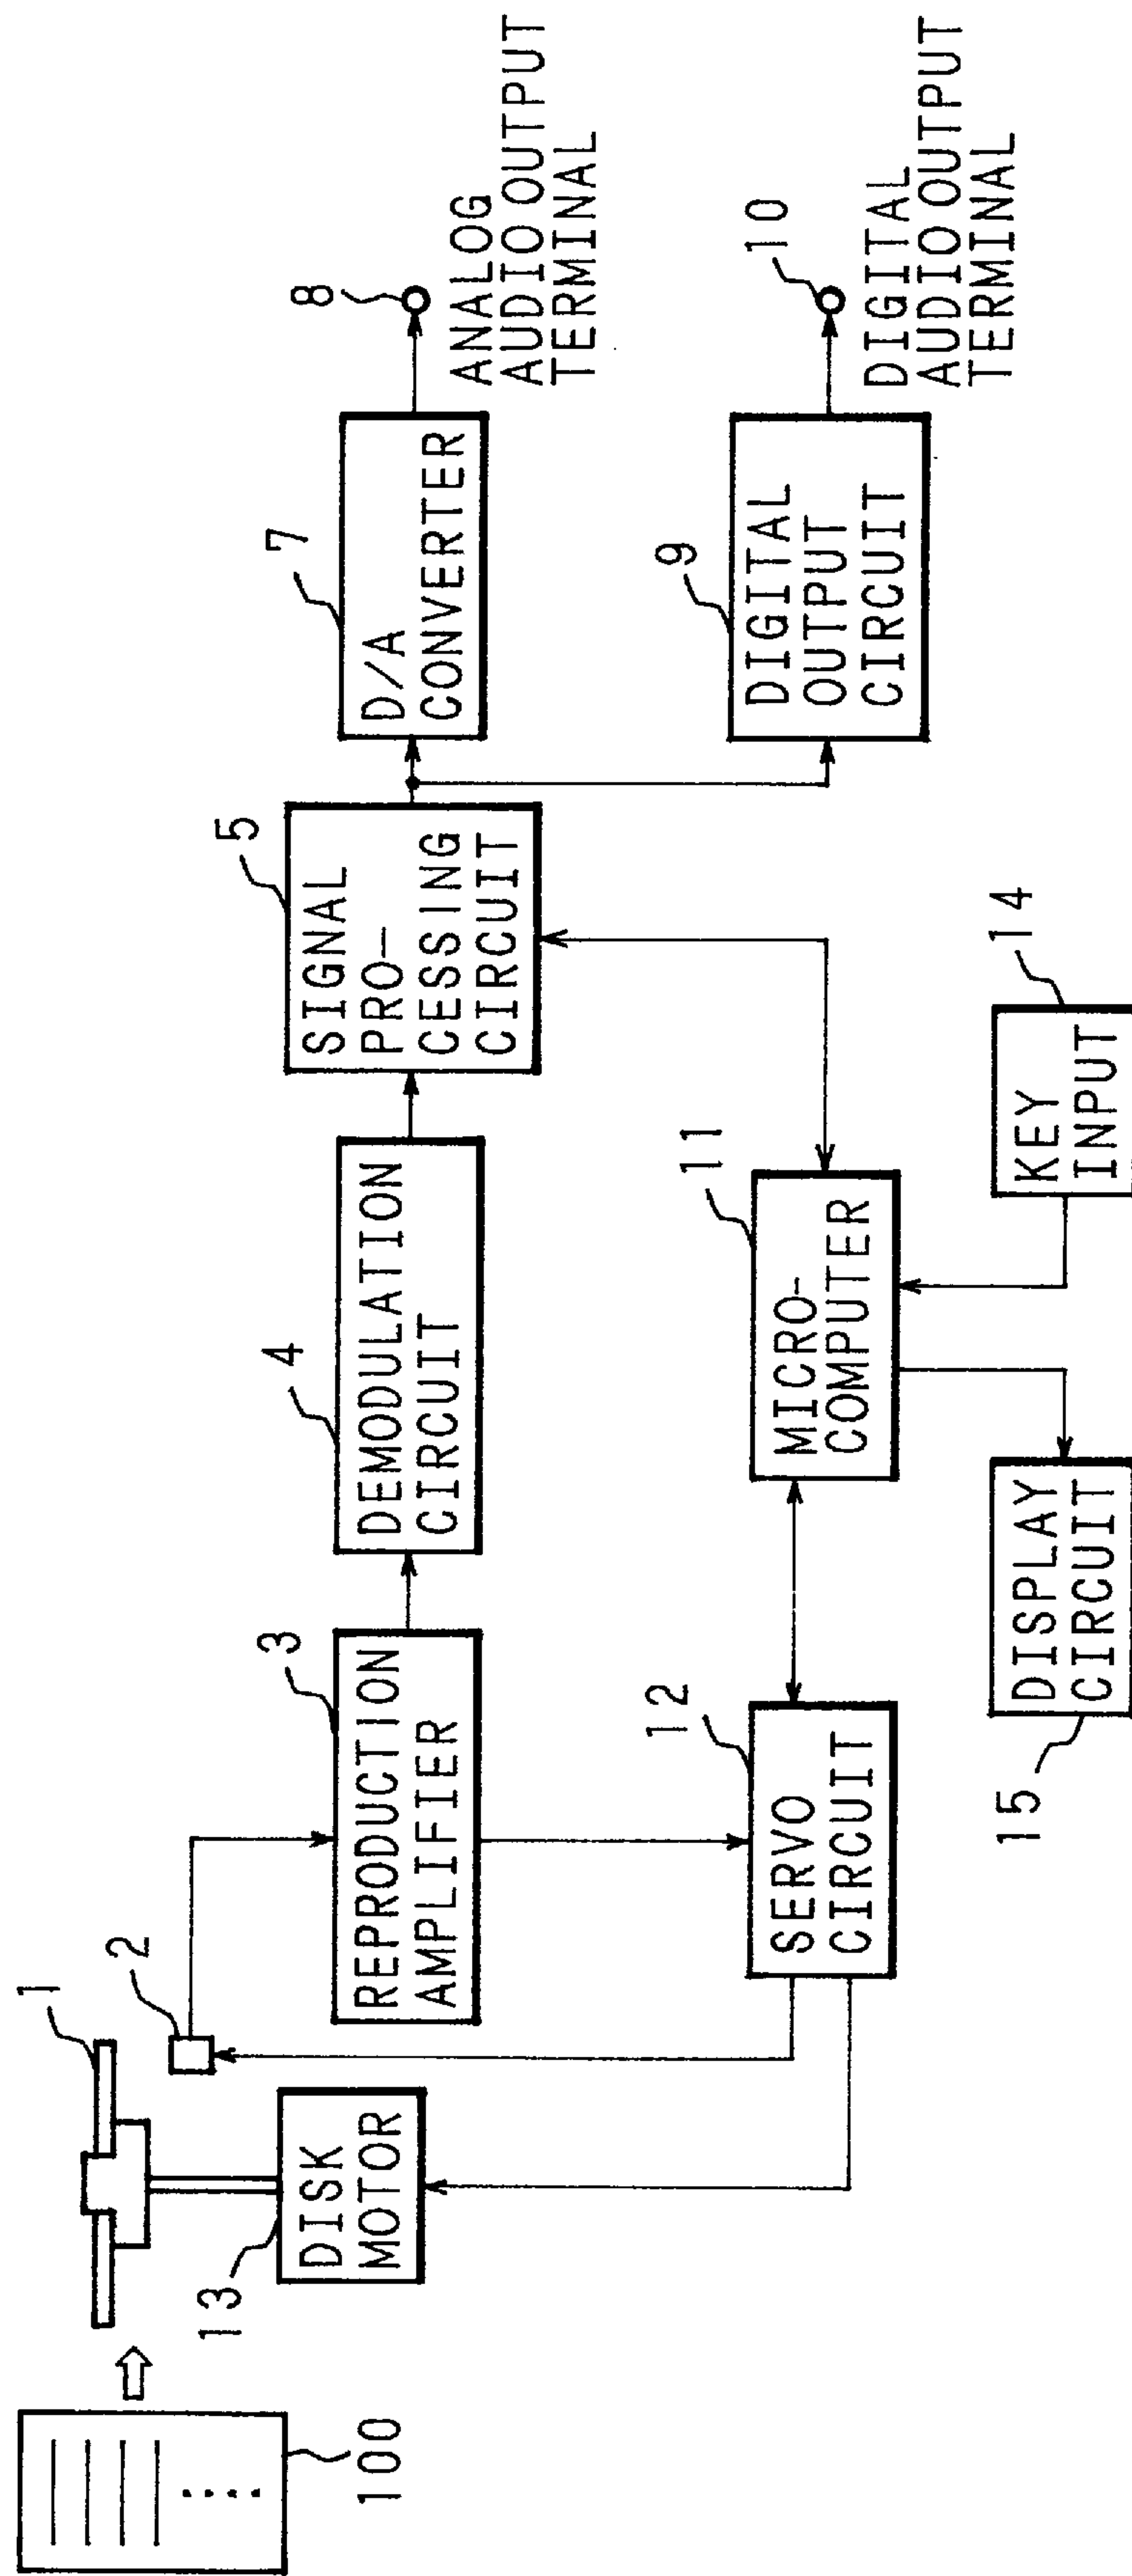 100
1
2
13
DISK
MOTOR
3
REPRODUCTION
AMPLIFIER
4
DEMODULATION
CIRCUIT
5
SIGNAL
PRO-
CESSING
CIRCUIT
7
D/A
CONVERTER
8
ANALOG
AUDIO OUTPUT
TERMINAL
9
DIGITAL
OUTPUT
CIRCUIT
10
DIGITAL
AUDIO OUTPUT
TERMINAL
12
SERVO
CIRCUIT
11
MICRO-
COMPUTER
15
DISPLAY
CIRCUIT
14
KEY
INPUT